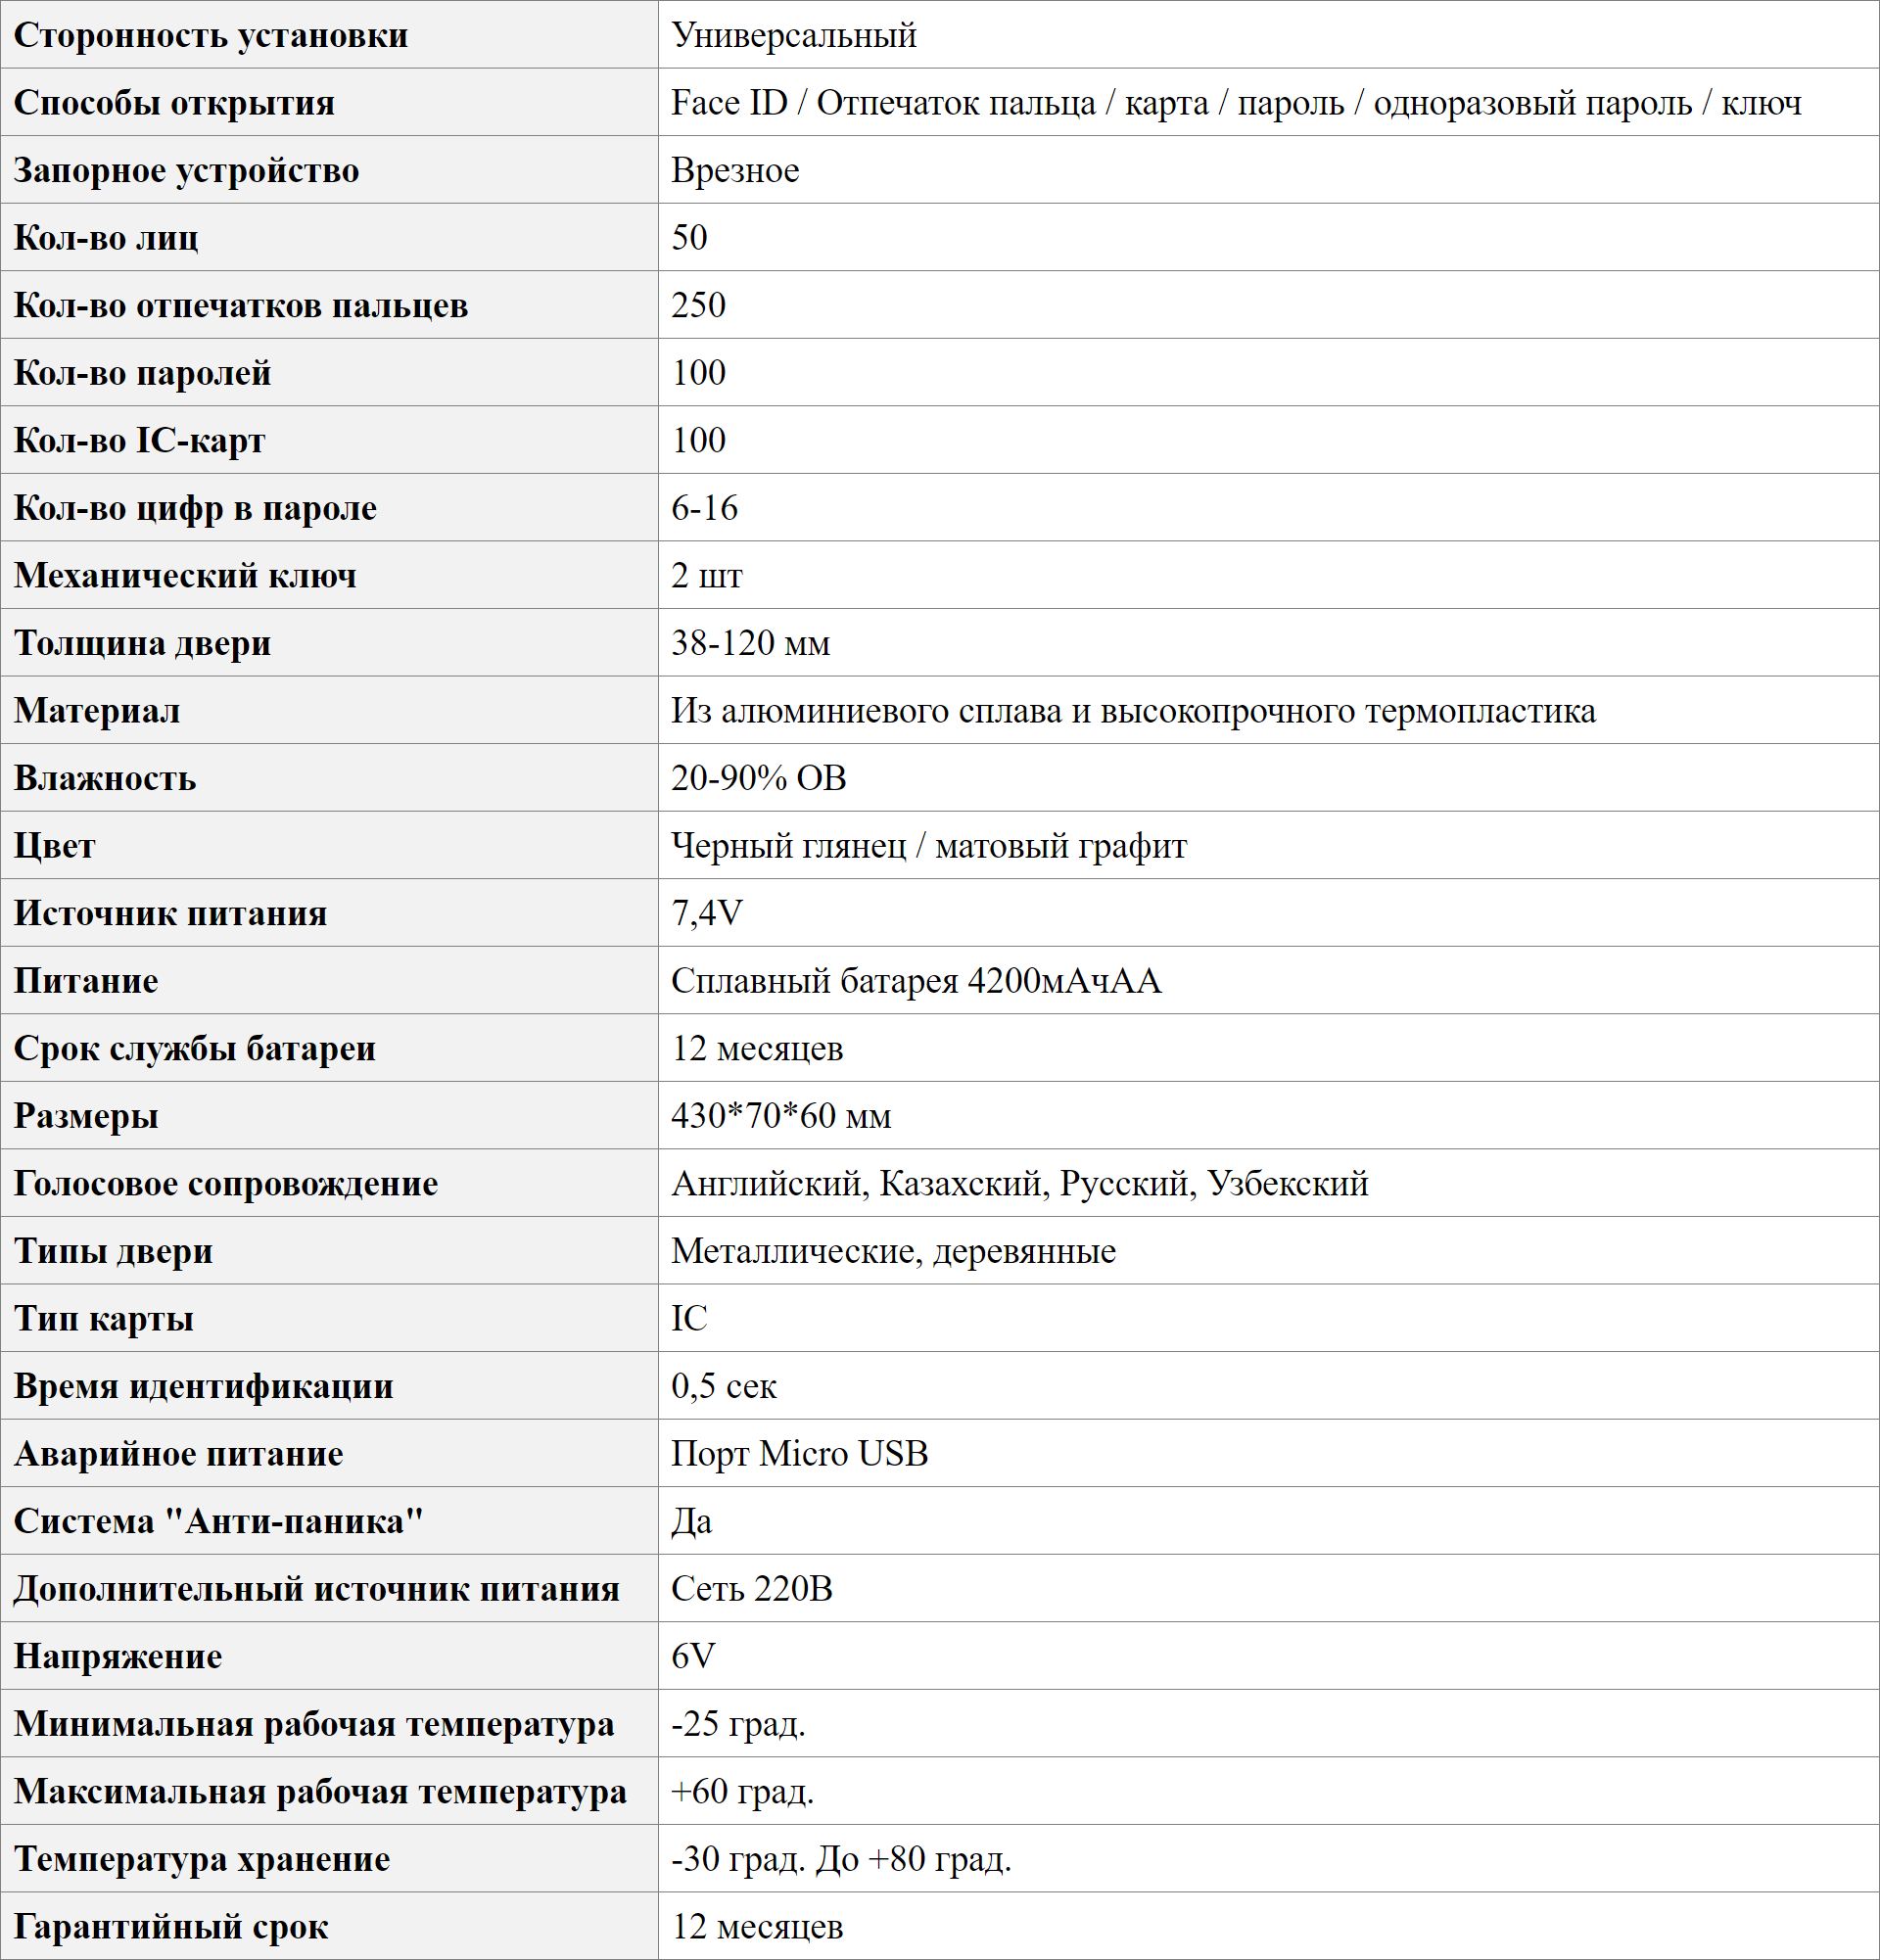 Сторонность установки Универсальный
Способы открытия Face ID / Отпечаток пальца / карта / пароль / одноразовый пароль / ключ
Запорное устройство Врезное
Кол-во лиц 50
Кол-во отпечатков пальцев 250
Кол-во паролей 100
Кол-во IC-карт 100
Кол-во цифр в пароле 6-16
Механический ключ 2 шт
Толщина двери 38-120 мм
Материал Из алюминиевого сплава и высокопрочного термопластика
Влажность 20-90% ОВ
Цвет Черный глянец / матовый графит
Источник питания 7,4V
Питание Сплавный батарея 4200мАчАА
Срок службы батареи 12 месяцев
Размеры 430*70*60 мм
Голосовое сопровождение Английский, Казахский, Русский, Узбекский
Типы двери Металлические, деревянные
Тип карты IC
Время идентификации 0,5 сек
Аварийное питание Порт Micro USB
Система "Анти-паника" Да
Дополнительный источник питания Сеть 220В
Напряжение 6V
Минимальная рабочая температура -25 град.
Максимальная рабочая температура +60 град.
Температура хранение -30 град. До +80 град.
Гарантийный срок 12 месяцев